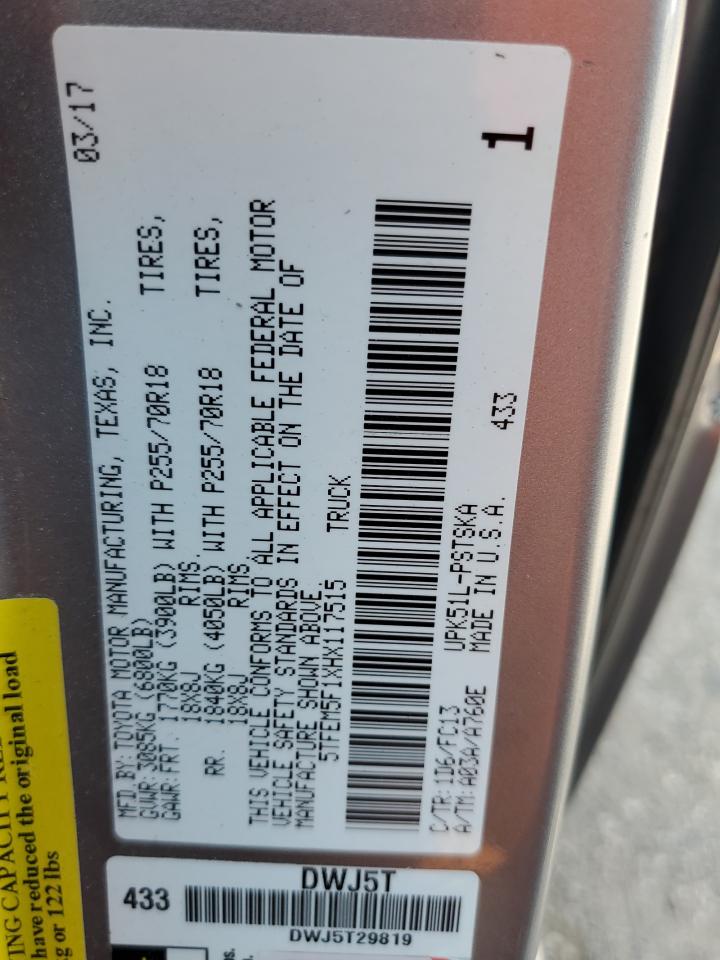 03/17
MFD.BY:TOYOTA MOTOR MANUFACTURING, TEXAS, INC.
GVWR:3085KG (6800LB)
GAWR:FRT. 1770KG (3900LB) WITH P255/70R18 TIRES,
18X8J RIMS,
RR. 1840KG (4050LB) WITH P255/70R18 TIRES,
18X8J RIMS,
THIS VEHICLE CONFORMS TO ALL APPLICABLE FEDERAL MOTOR
VEHICLE SAFETY STANDARDS IN EFFECT ON THE DATE OF
MANUFACTURE SHOWN ABOVE.
5TFEM5F1XHX117515 TRUCK
C/TR:1D6/FC13 UPK51L-PSTSKA
A/TM:A03A/A760E MADE IN U.S.A. 433
1
DWJ5T
433
DWJ5T29819
ING CAPACITY
have reduced the original load
kg or 122 lbs